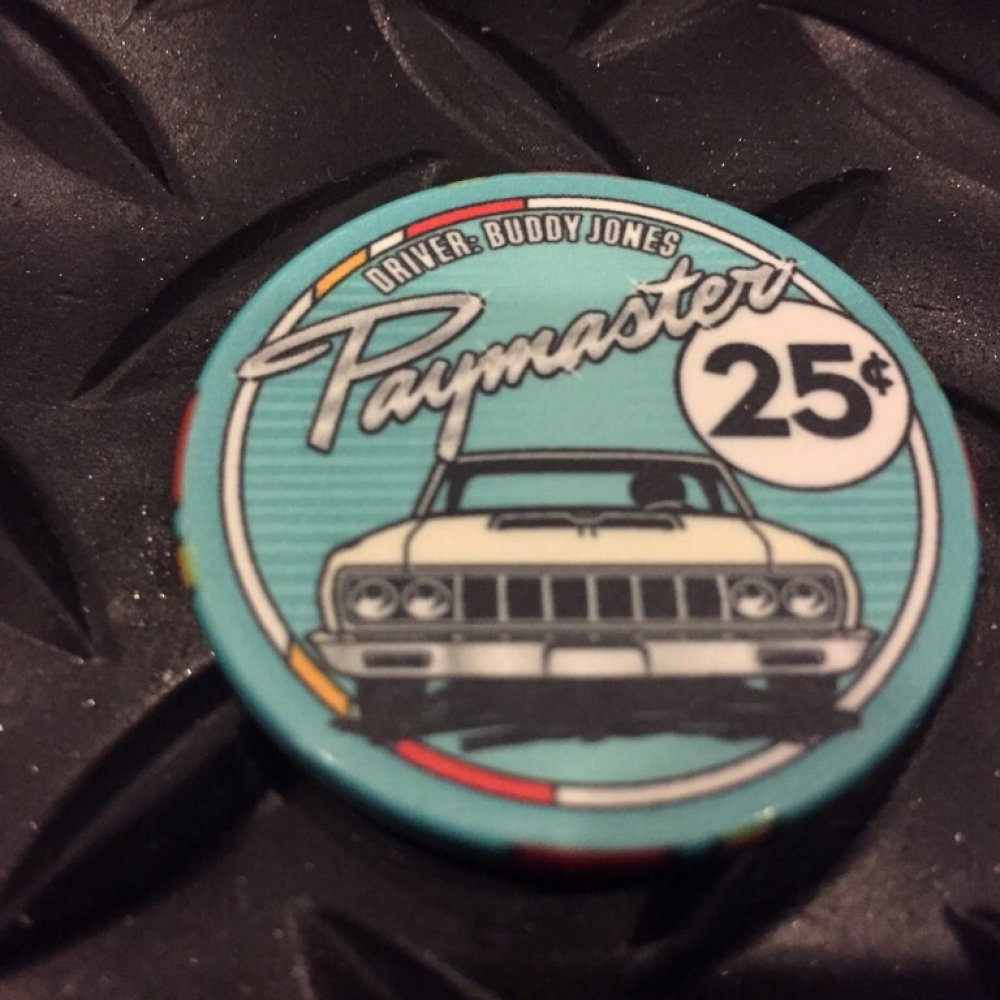 DRIVER: BUDDY JONES
Paymaster
25¢